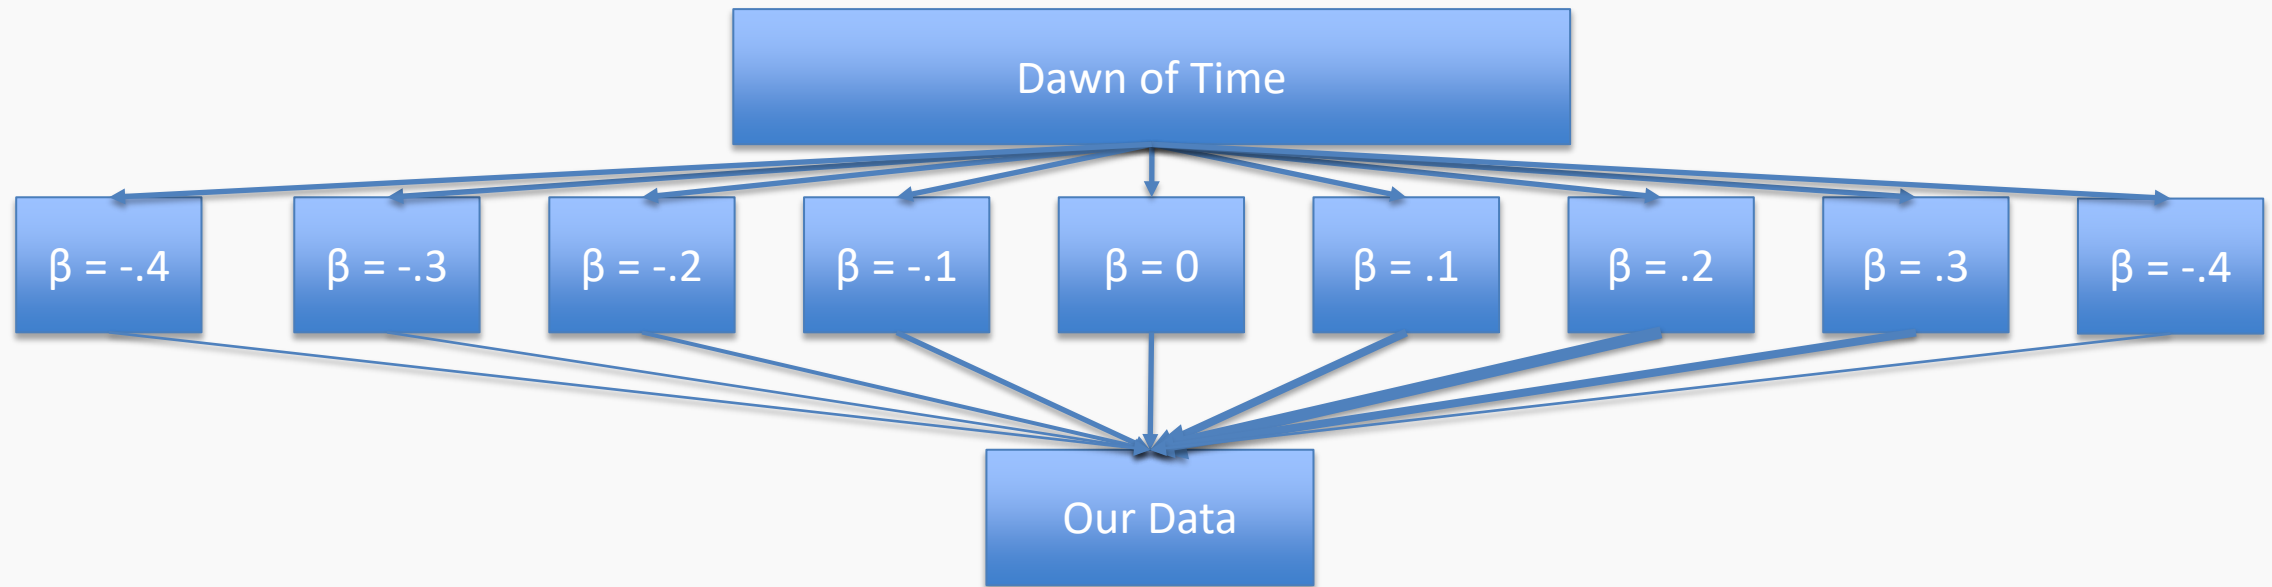 Dawn of Time
β = -.4
β = -.3
β = -.2
β = -.1
β = 0
β = .1
β = .2
β = .3
β = -.4
Our Data